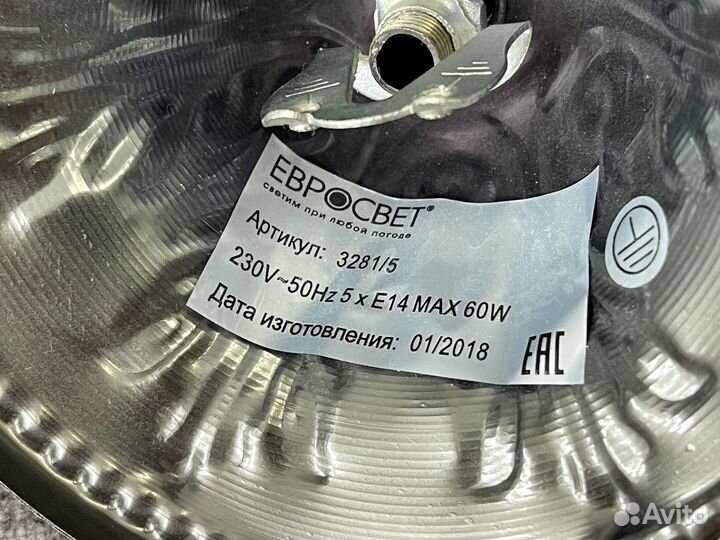 ЕВРОСВЕТ®
светим при любой погоде
Артикул: 3281/5
230V~50Hz 5 x E14 MAX 60W
Дата изготовления: 01/2018
EAC
Avito